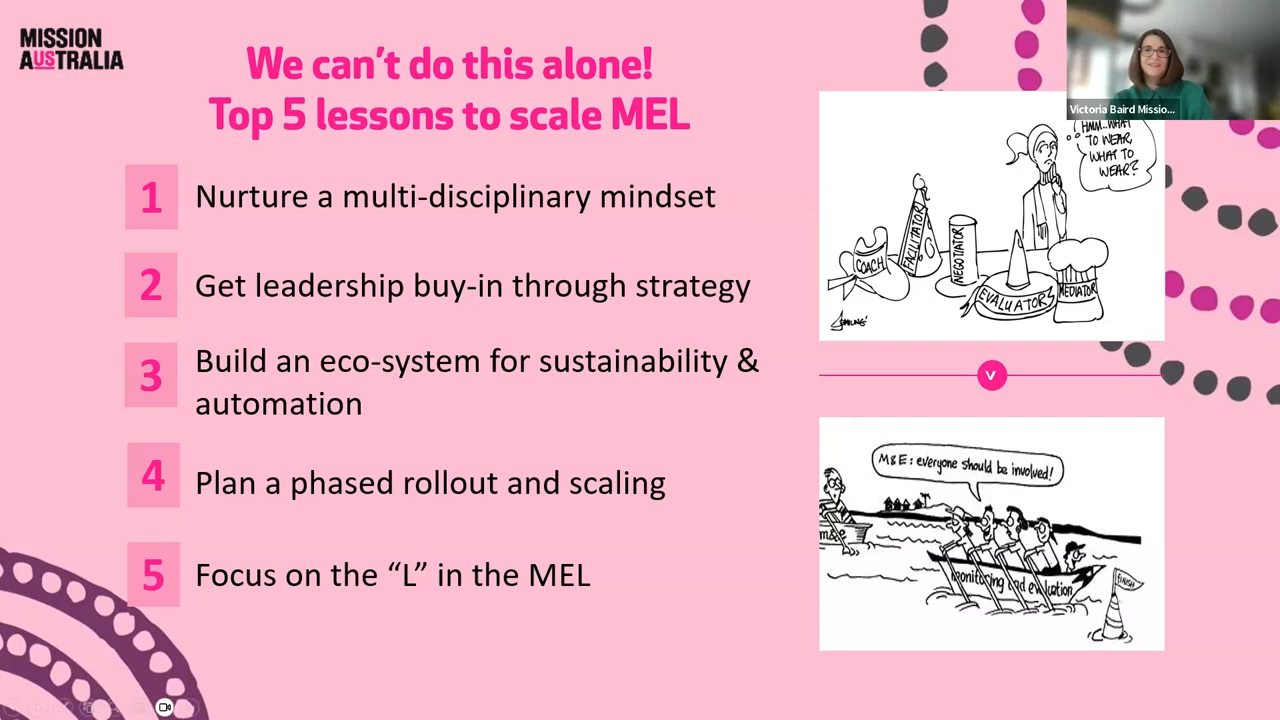 MISSION
AUSTRALIA
We can’t do this alone!
Top 5 lessons to scale MEL
1
Nurture a multi-disciplinary mindset
2
Get leadership buy-in through strategy
3
Build an eco-system for sustainability &
automation
4
Plan a phased rollout and scaling
5
Focus on the “L” in the MEL
Victoria Baird Missio...
HMM..WHAT
TO WEAR,
WHAT TO
WEAR?
COACH
FACILITATOR
NEGOTIATOR
EVALUATOR
MEDIATOR
V
M&E: everyone should be involved!
m&e
monitoring and evaluation
FINISH